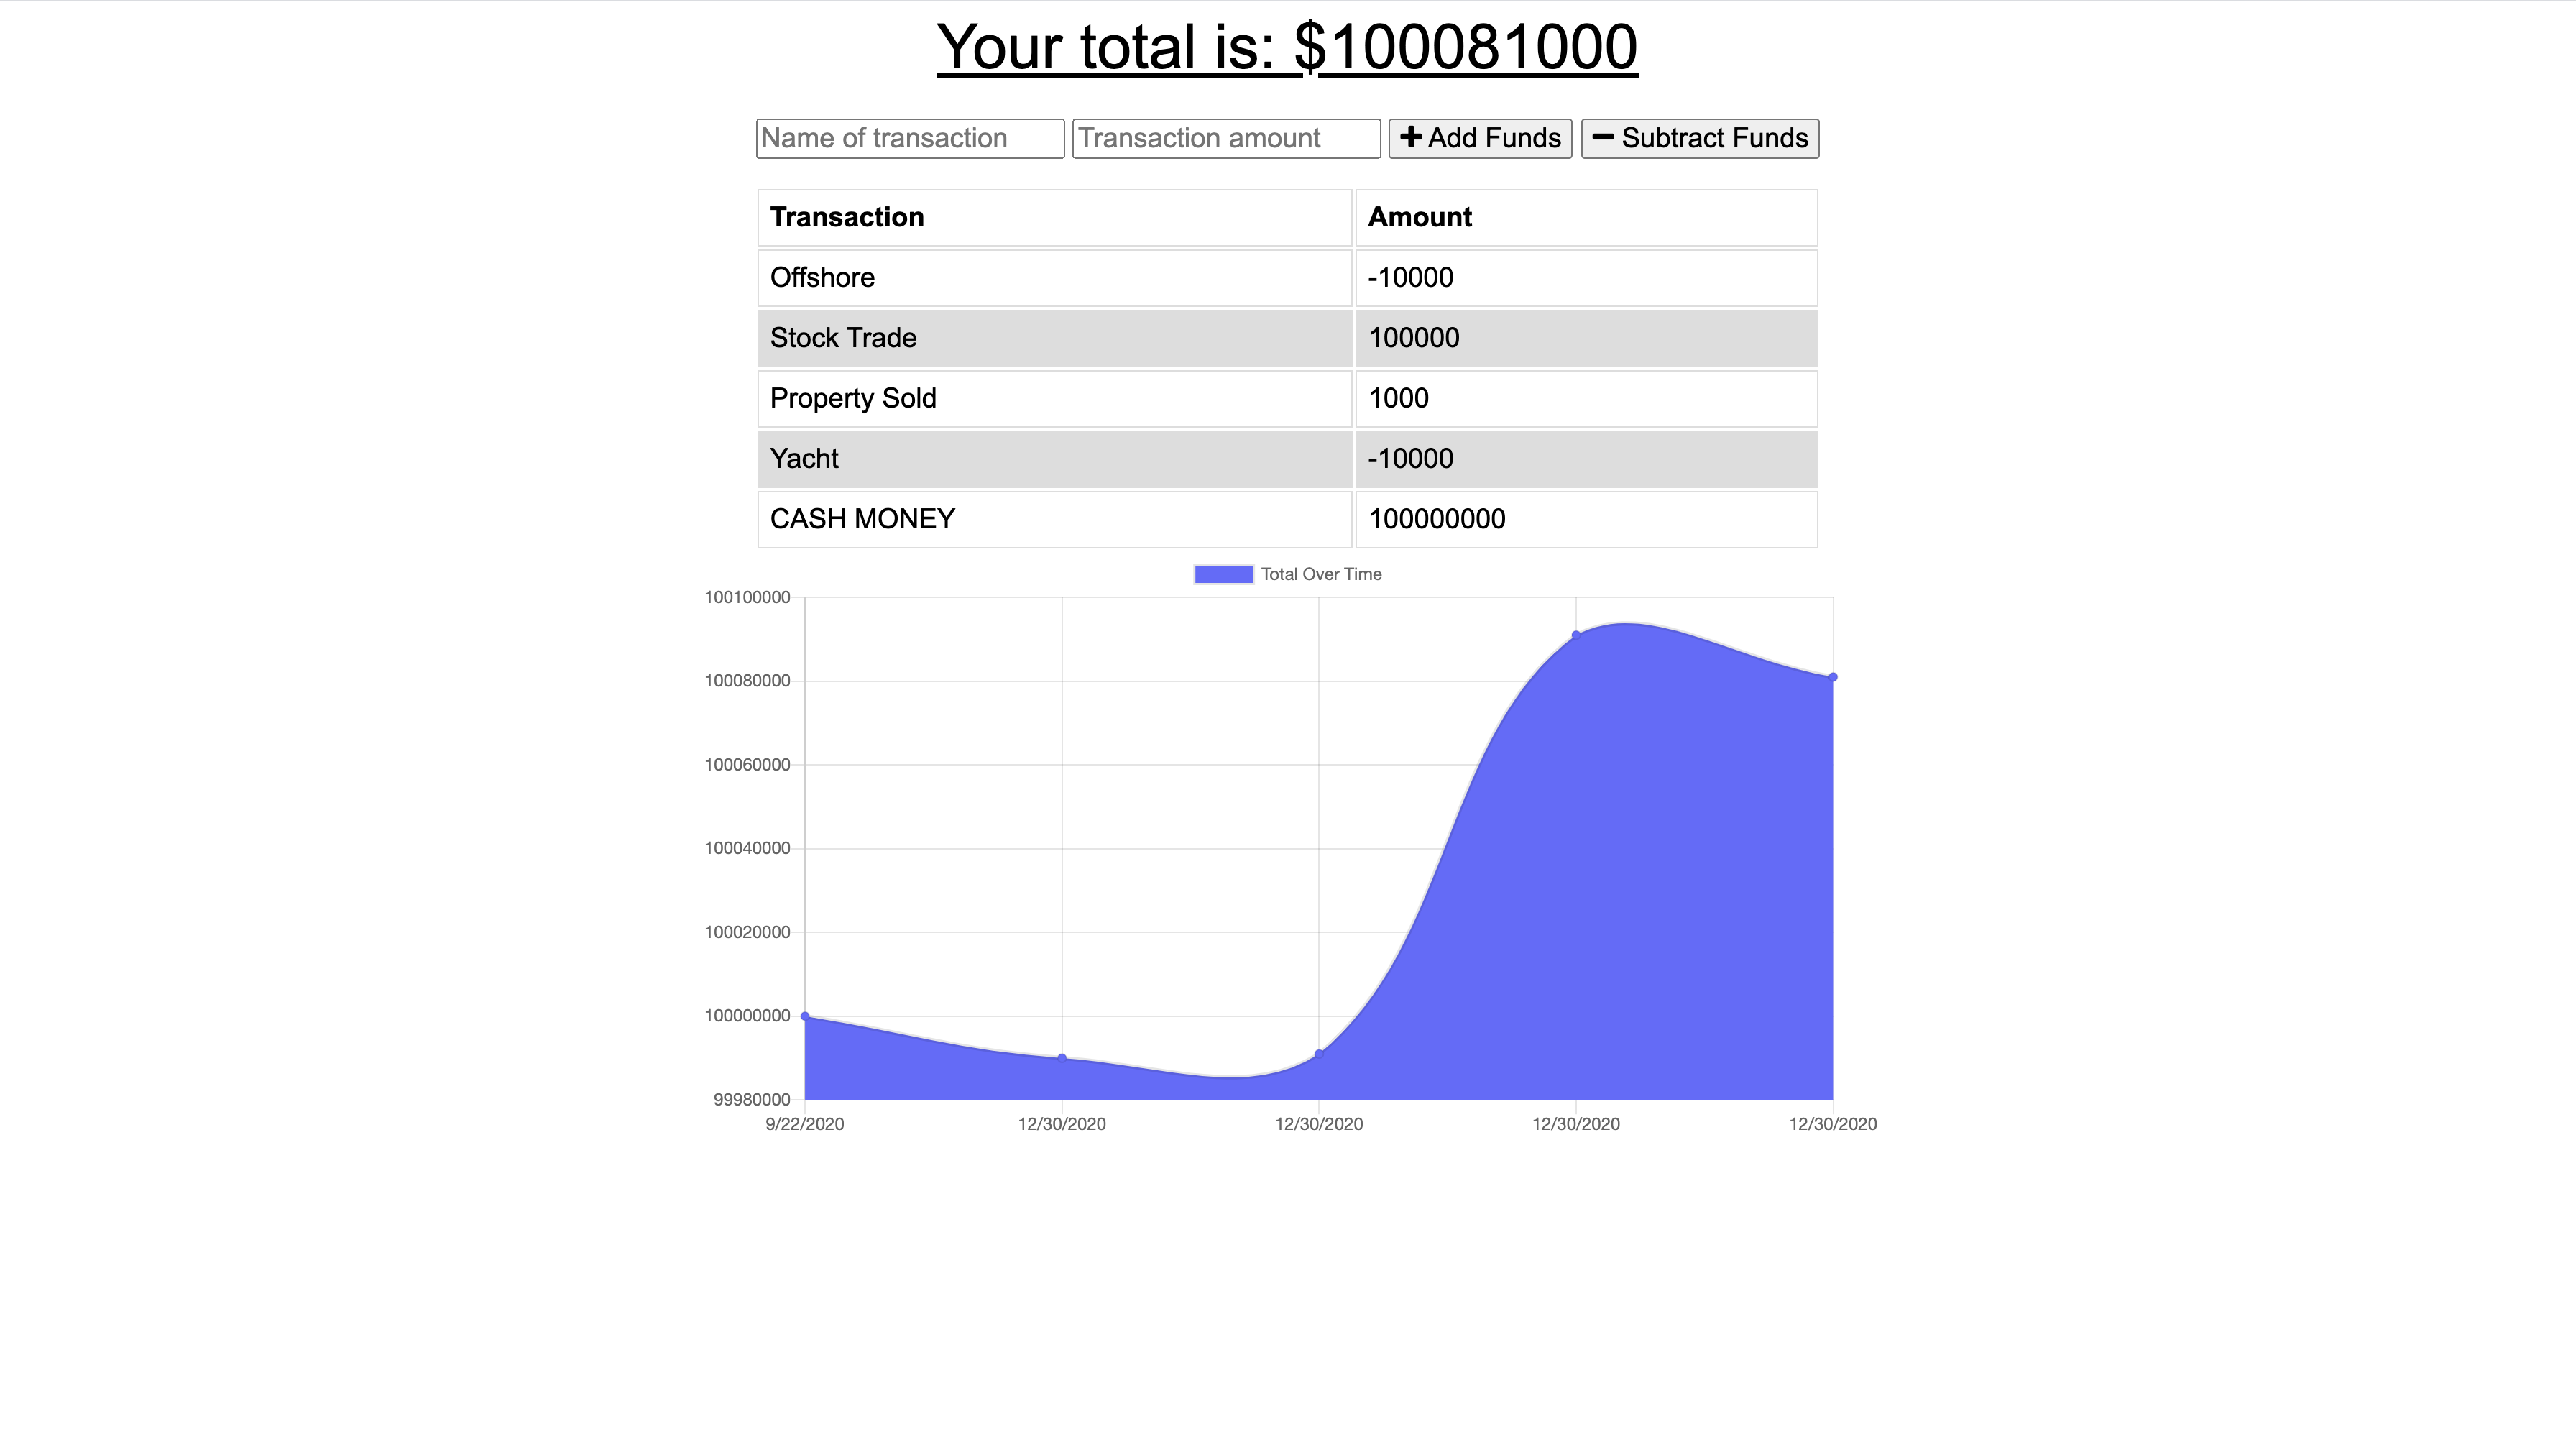 Your total is: $100081000
Name of transaction Transaction amount Add Funds Subtract Funds
Transaction Amount
Offshore -10000
Stock Trade 100000
Property Sold 1000
Yacht -10000
CASH MONEY 100000000
Total Over Time
100100000
100080000
100060000
100040000
100020000
100000000
99980000
9/22/2020 12/30/2020 12/30/2020 12/30/2020 12/30/2020